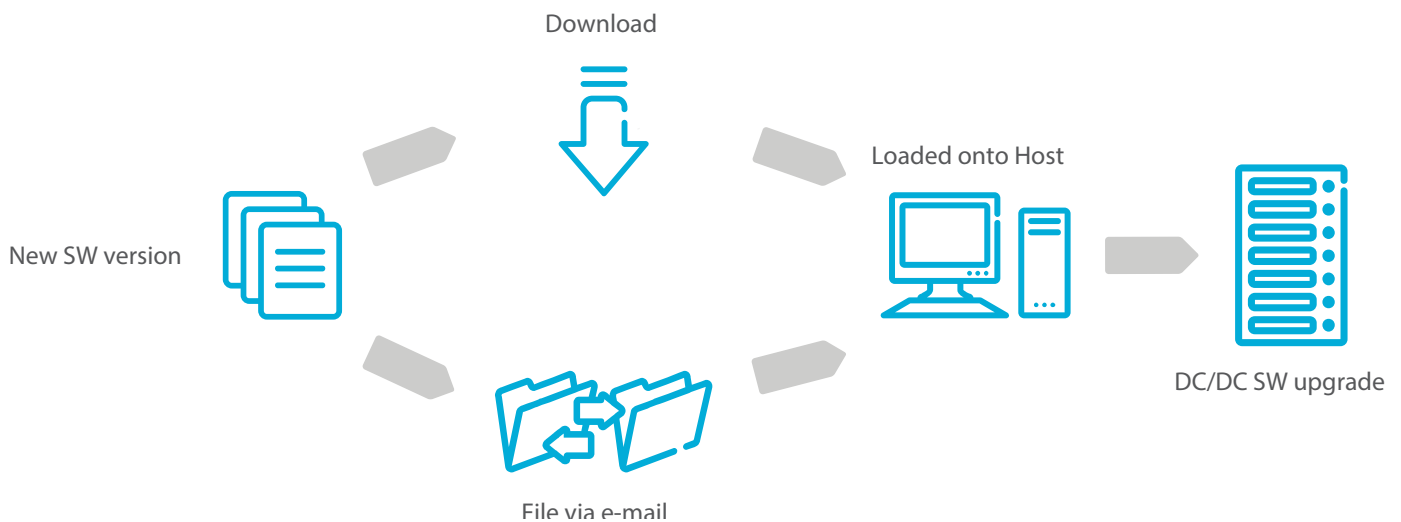 Download
Loaded onto Host
New SW version
DC/DC SW upgrade
File via e-mail